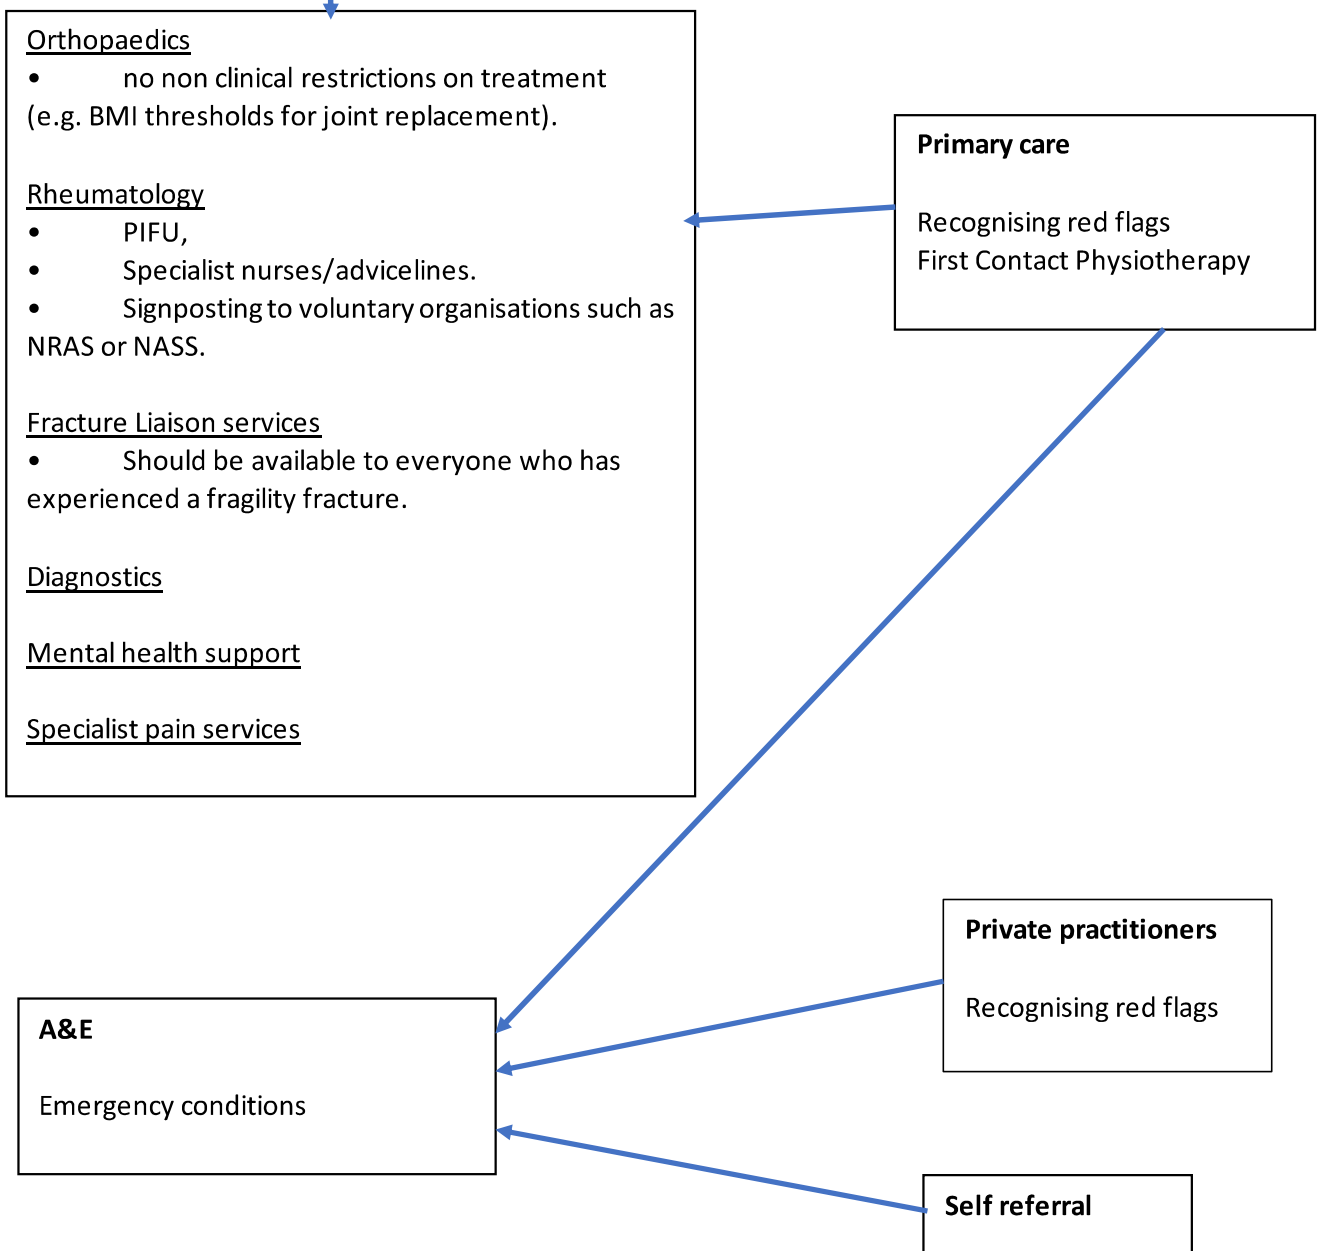 Orthopaedics
• no non clinical restrictions on treatment
(e.g. BMI thresholds for joint replacement).
Rheumatology
• PIFU,
• Specialist nurses/advicelines.
• Signposting to voluntary organisations such as
NRAS or NASS.
Fracture Liaison services
• Should be available to everyone who has
experienced a fragility fracture.
Diagnostics
Mental health support
Specialist pain services
Primary care
Recognising red flags
First Contact Physiotherapy
A&E
Emergency conditions
Private practitioners
Recognising red flags
Self referral